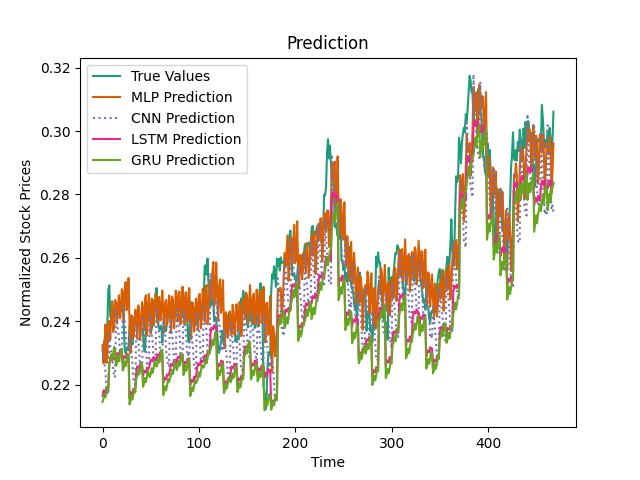 Prediction
True Values
MLP Prediction
CNN Prediction
LSTM Prediction
GRU Prediction
Normalized Stock Prices
0.32
0.30
0.28
0.26
0.24
0.22
0 100 200 300 400
Time